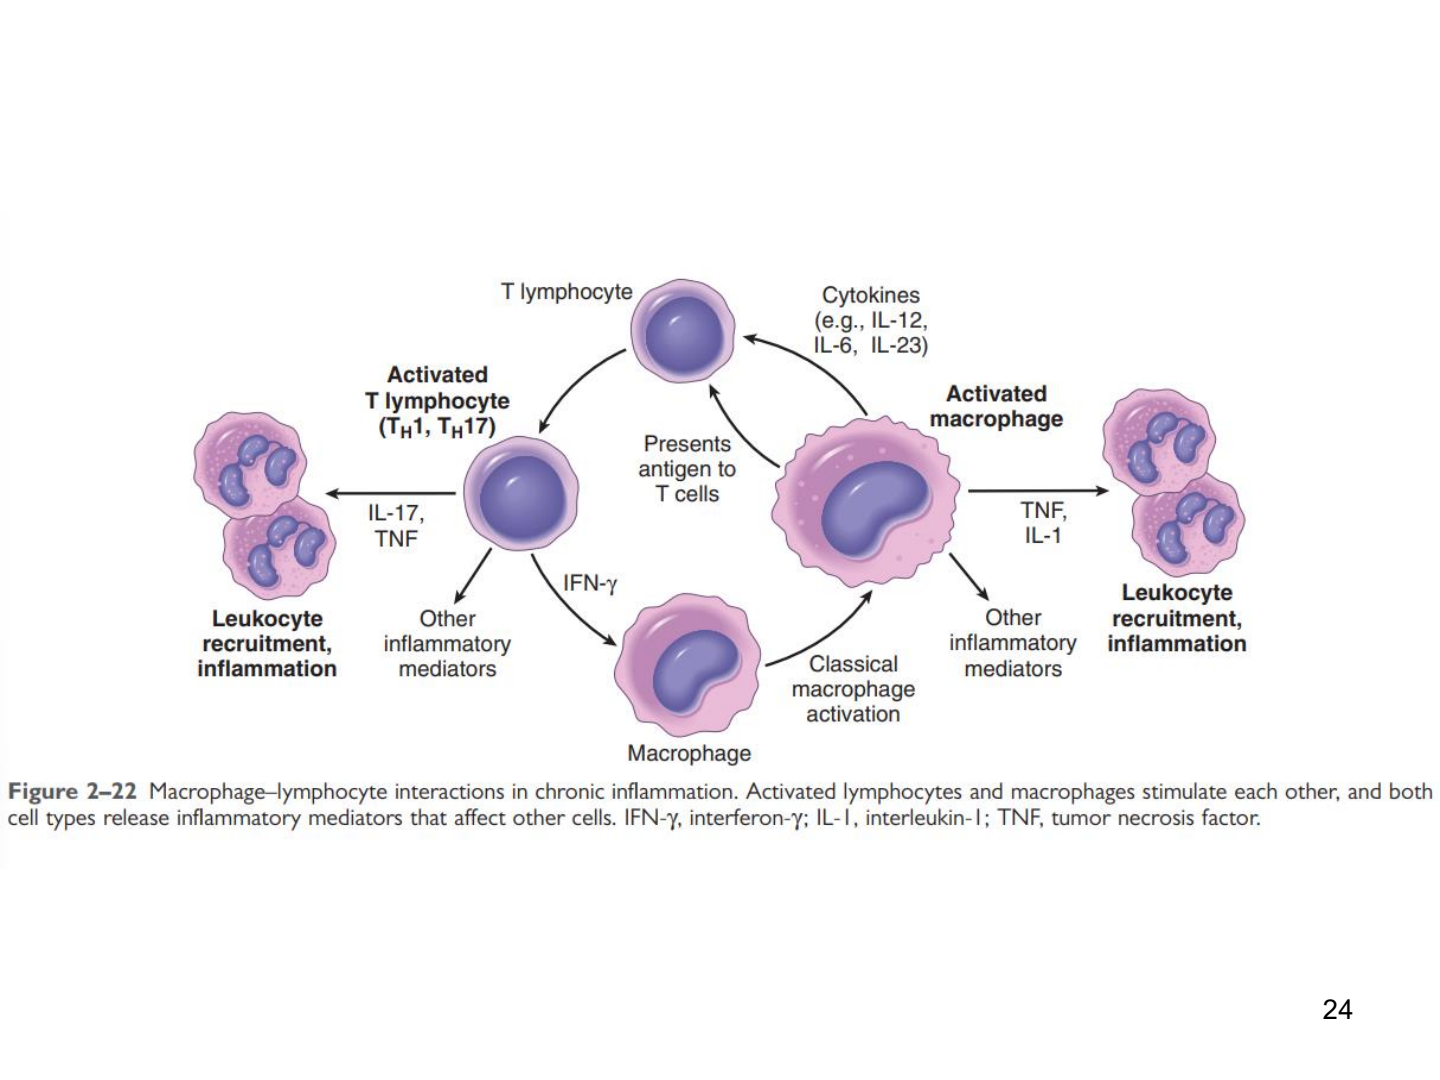 T lymphocyte
Cytokines
(e.g., IL-12,
IL-6, IL-23)
Activated
T lymphocyte
(TH1, TH17)
Activated
macrophage
Presents
antigen to
T cells
IL-17,
TNF
TNF,
IL-1
IFN-γ
Leukocyte
recruitment,
inflammation
Other
inflammatory
mediators
Other
inflammatory
mediators
Leukocyte
recruitment,
inflammation
Classical
macrophage
activation
Macrophage
Figure 2–22 Macrophage–lymphocyte interactions in chronic inflammation. Activated lymphocytes and macrophages stimulate each other, and both
cell types release inflammatory mediators that affect other cells. IFN-γ, interferon-γ; IL-1, interleukin-1; TNF, tumor necrosis factor.
24